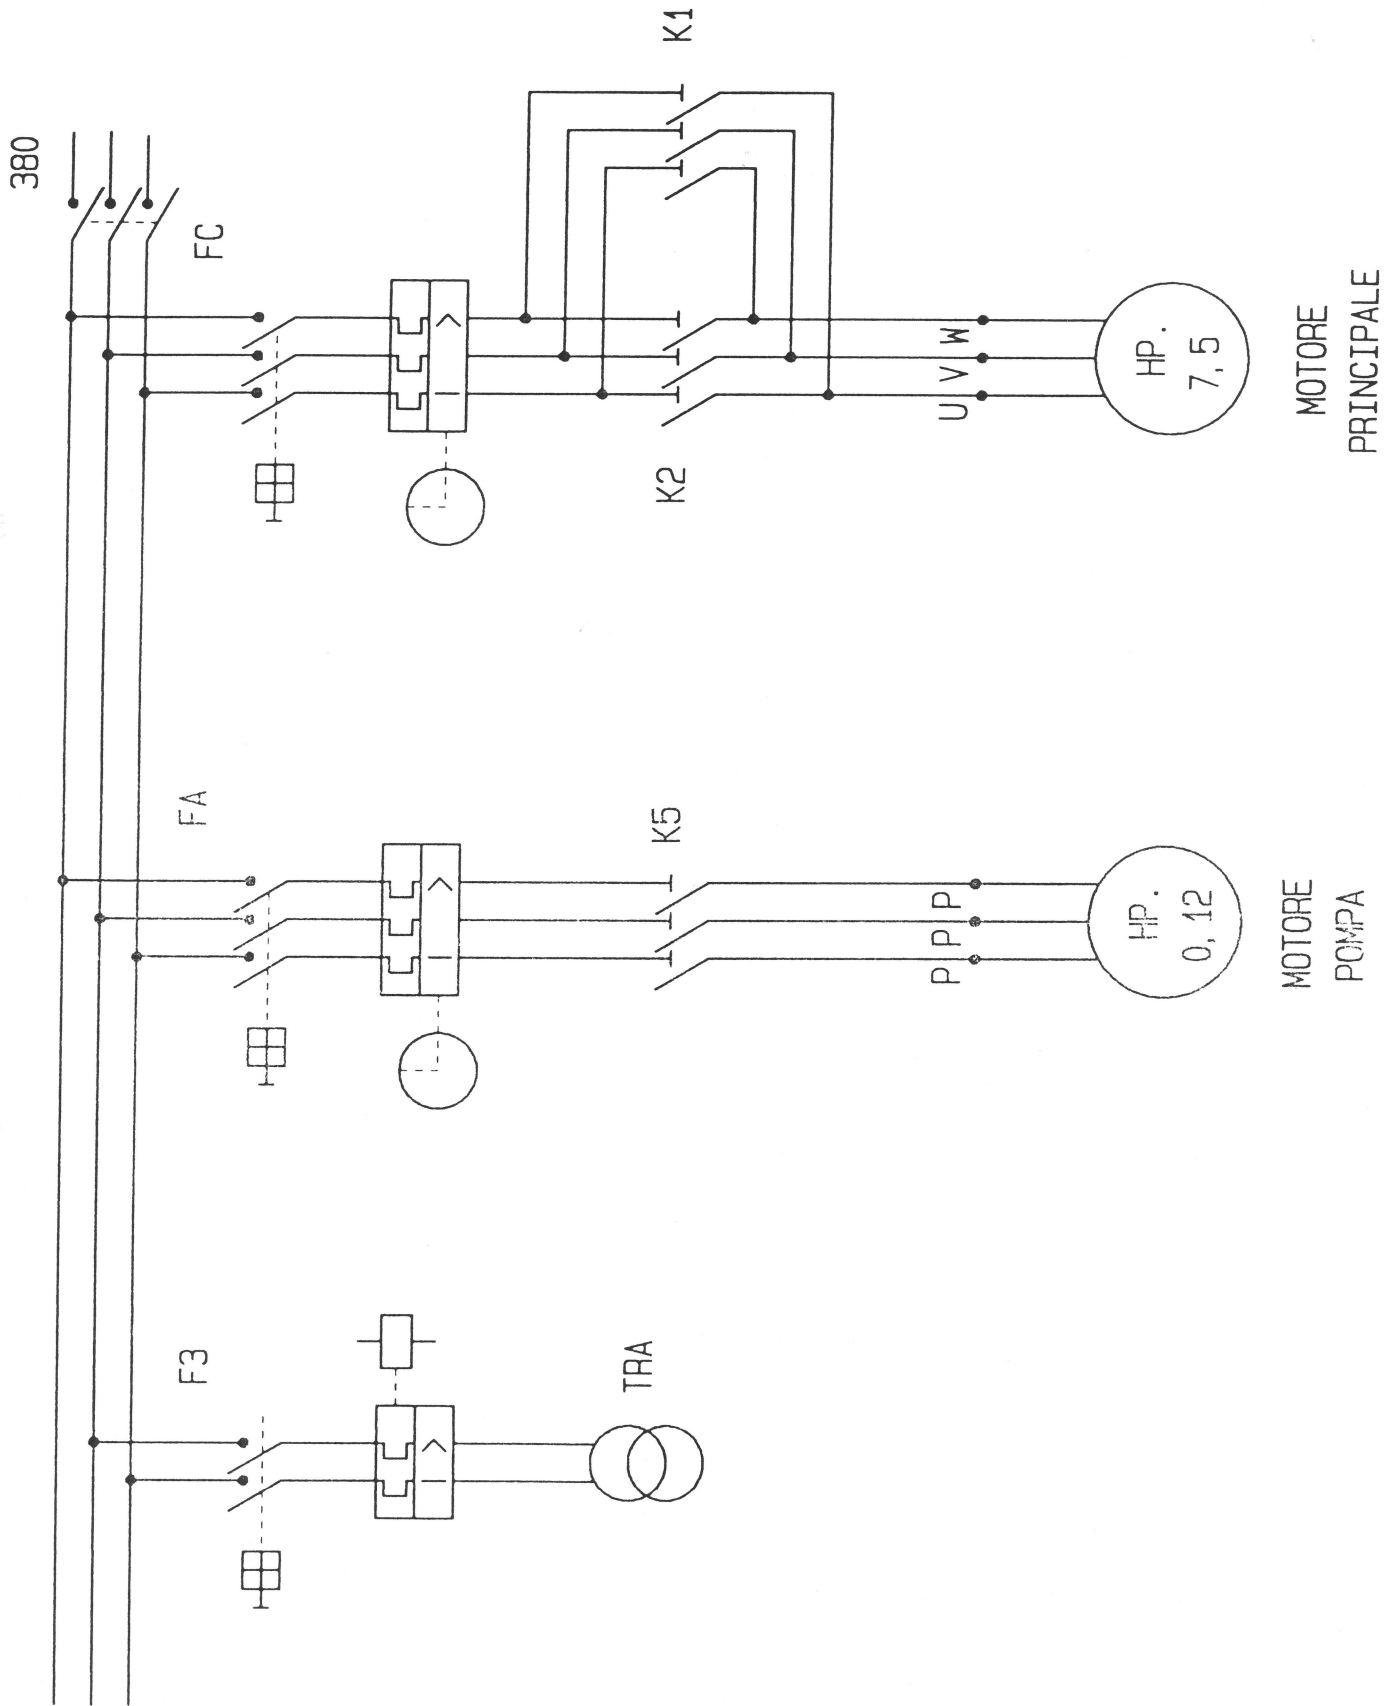 380
FC
K1
K2
U V W
HP.
7,5
MOTORE
PRINCIPALE
FA
K5
P P P
HP.
0,12
MOTORE
POMPA
F3
TRA